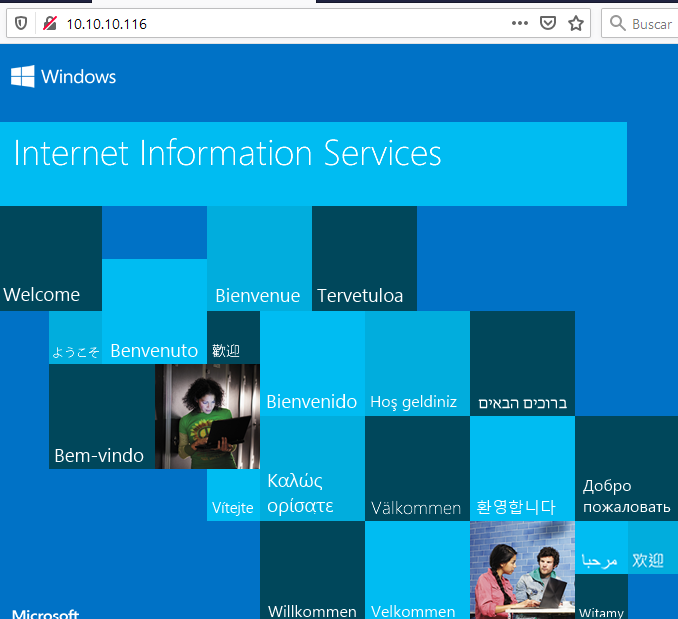 10.10.10.116
Buscar
Windows
Internet Information Services
Welcome
Bienvenue
Tervetuloa
ようこそ
Benvenuto
歡迎
Bienvenido
Hoş geldiniz
ברוכים הבאים
Bem-vindo
Vítejte
Καλώς
ορίσατε
Välkommen
환영합니다
Добро
пожаловать
مرحبا
欢迎
Microsoft
Willkommen
Velkommen
Witamy